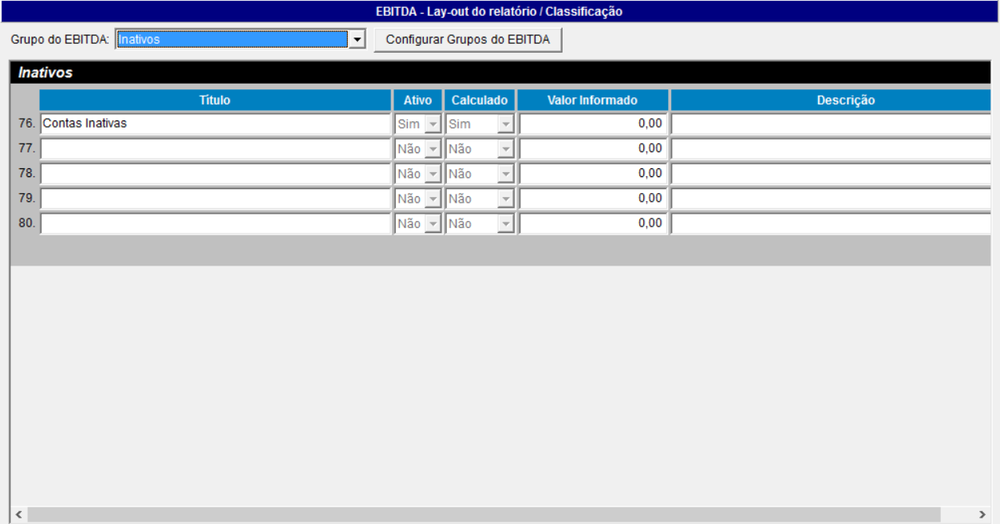 EBITDA - Lay-out do relatório / Classificação
Grupo do EBITDA: Inativos Configurar Grupos do EBITDA
Inativos
Título Ativo Calculado Valor Informado Descrição
76. Contas Inativas Sim Sim 0,00
77. Não Não 0,00
78. Não Não 0,00
79. Não Não 0,00
80. Não Não 0,00